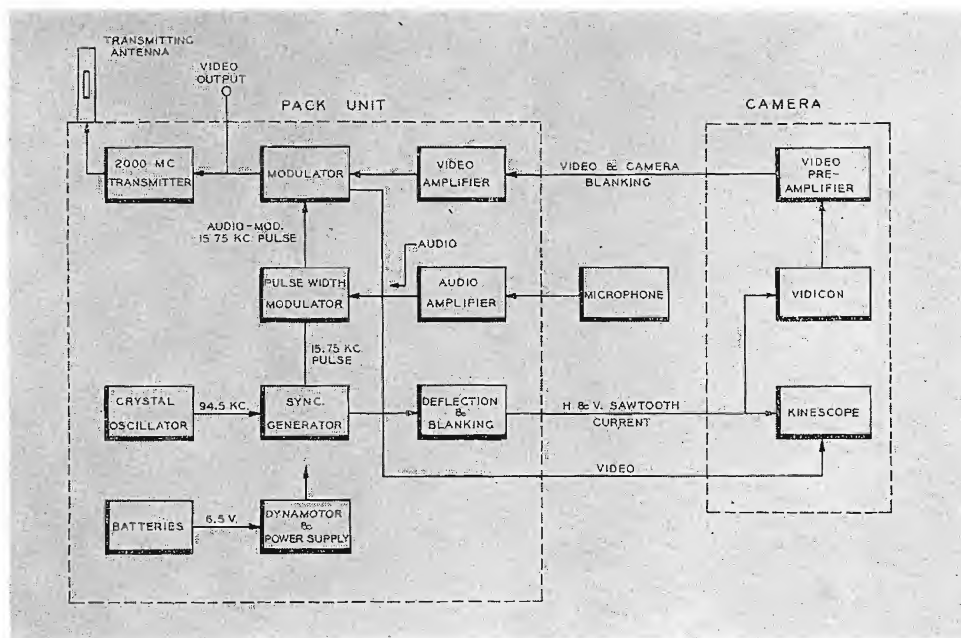 TRANSMITTING
ANTENNA
VIDEO
OUTPUT
PACK UNIT
CAMERA
2000 MC
TRANSMITTER
MODULATOR
VIDEO
AMPLIFIER
VIDEO & CAMERA
BLANKING
VIDEO
PRE-
AMPLIFIER
AUDIO-MOD.
15.75 KC. PULSE
AUDIO
PULSE WIDTH
MODULATOR
AUDIO
AMPLIFIER
MICROPHONE
VIDICON
15.75 KC.
PULSE
CRYSTAL
OSCILLATOR
94.5 KC.
SYNC.
GENERATOR
DEFLECTION
&
BLANKING
H & V. SAWTOOTH
CURRENT
KINESCOPE
VIDEO
BATTERIES
6.5 V.
DYNAMOTOR
&
POWER SUPPLY